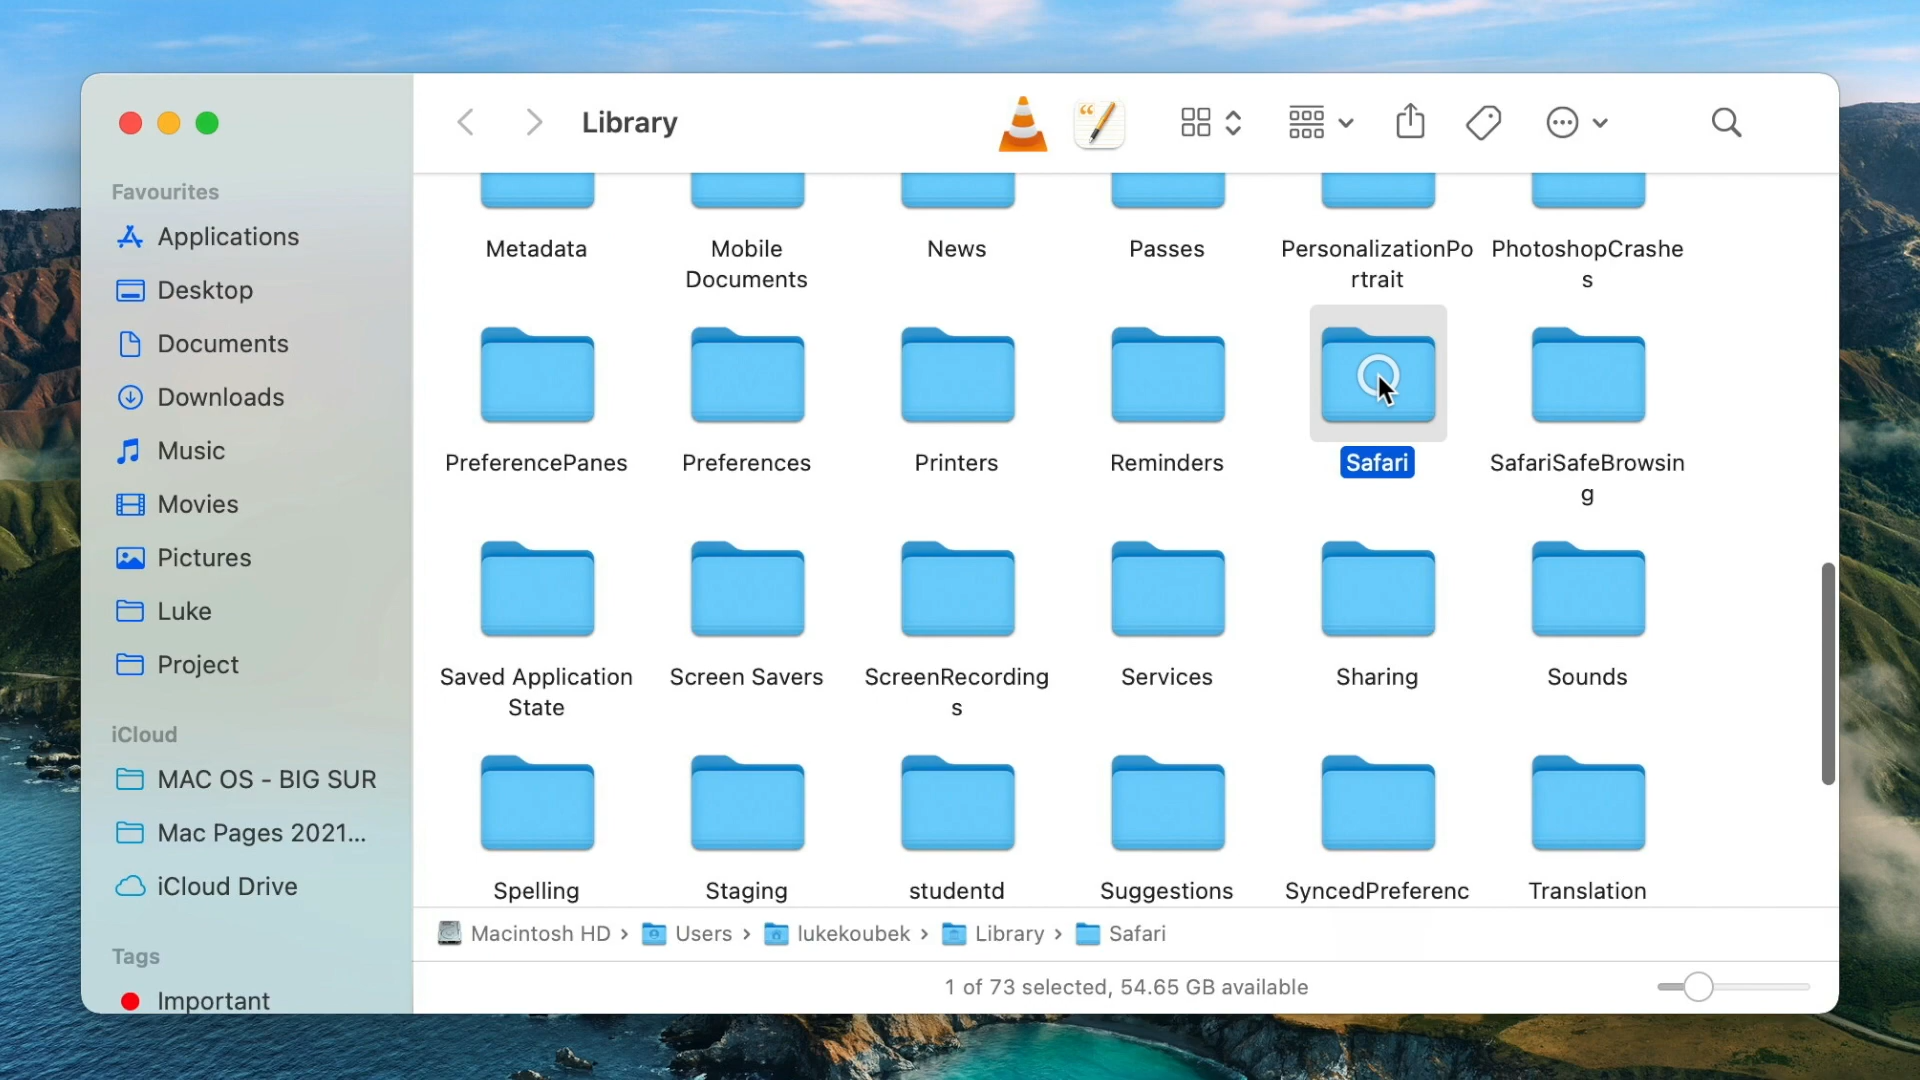 Library
Favourites
Applications
Desktop
Documents
Downloads
Music
Movies
Pictures
Luke
Project
iCloud
MAC OS - BIG SUR
Mac Pages 2021...
iCloud Drive
Tags
Important
Metadata
Mobile
Documents
News
Passes
PersonalizationPo
rtrait
PhotoshopCrashe
s
PreferencePanes
Preferences
Printers
Reminders
Safari
SafariSafeBrowsin
g
Saved Application
State
Screen Savers
ScreenRecording
s
Services
Sharing
Sounds
Spelling
Staging
studentd
Suggestions
SyncedPreferenc
Translation
Macintosh HD › Users › lukekoubek › Library › Safari
1 of 73 selected, 54.65 GB available